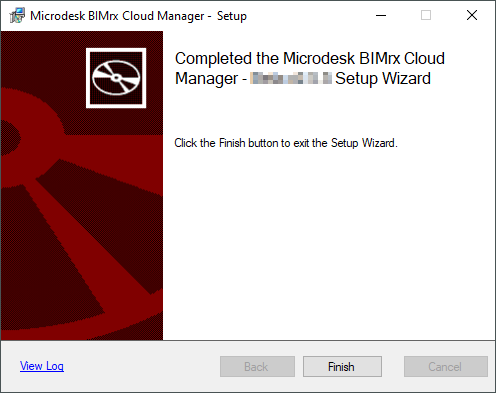 Microdesk BIMrx Cloud Manager - Setup
Completed the Microdesk BIMrx Cloud
Manager - Setup Wizard
Click the Finish button to exit the Setup Wizard.
View Log
Back
Finish
Cancel